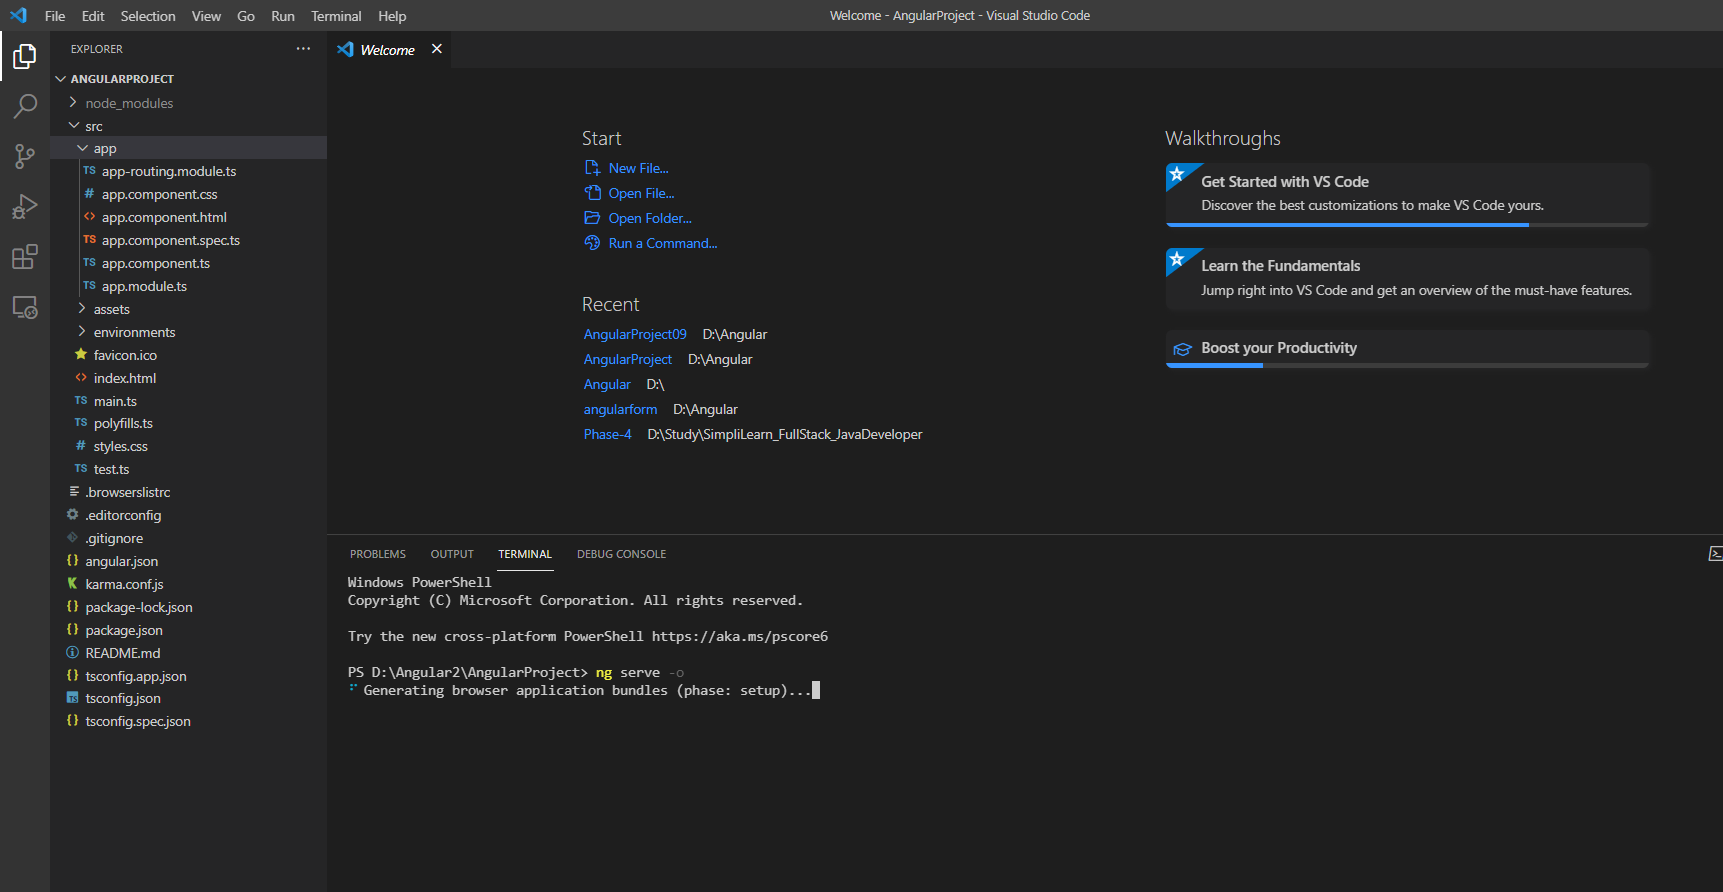 File Edit Selection View Go Run Terminal Help
Welcome - AngularProject - Visual Studio Code
EXPLORER
ANGULARPROJECT
node_modules
src
app
TS app-routing.module.ts
# app.component.css
<> app.component.html
TS app.component.spec.ts
TS app.component.ts
TS app.module.ts
assets
environments
favicon.ico
<> index.html
TS main.ts
TS polyfills.ts
# styles.css
TS test.ts
.browserslistrc
.editorconfig
.gitignore
{} angular.json
karma.conf.js
{} package-lock.json
{} package.json
README.md
{} tsconfig.app.json
TS tsconfig.json
{} tsconfig.spec.json
Welcome
Start
New File...
Open File...
Open Folder...
Run a Command...
Recent
AngularProject09 D:\Angular
AngularProject D:\Angular
Angular D:\
angularform D:\Angular
Phase-4 D:\Study\SimpliLearn_FullStack_JavaDeveloper
Walkthroughs
Get Started with VS Code
Discover the best customizations to make VS Code yours.
Learn the Fundamentals
Jump right into VS Code and get an overview of the must-have features.
Boost your Productivity
PROBLEMS OUTPUT TERMINAL DEBUG CONSOLE
Windows PowerShell
Copyright (C) Microsoft Corporation. All rights reserved.
Try the new cross-platform PowerShell https://aka.ms/pscore6
PS D:\Angular2\AngularProject> ng serve -o
Generating browser application bundles (phase: setup)...